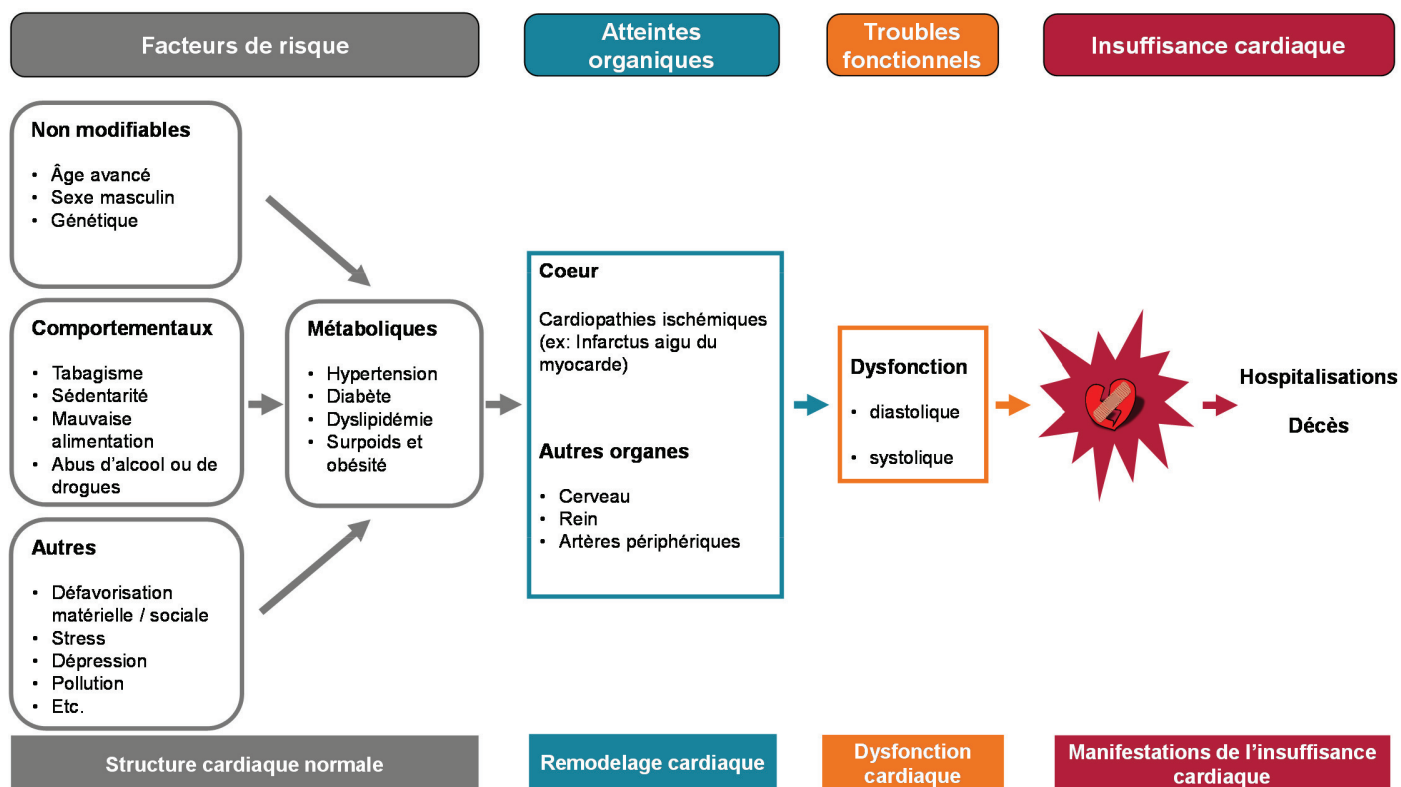 Facteurs de risque
Atteintes
organiques
Troubles
fonctionnels
Insuffisance cardiaque
Non modifiables
• Âge avancé
• Sexe masculin
• Génétique
Comportementaux
• Tabagisme
• Sédentarité
• Mauvaise
alimentation
• Abus d'alcool ou de
drogues
Autres
• Défavorisation
matérielle / sociale
• Stress
• Dépression
• Pollution
• Etc.
Métaboliques
• Hypertension
• Diabète
• Dyslipidémie
• Surpoids et
obésité
Coeur
Cardiopathies ischémiques
(ex: Infarctus aigu du
myocarde)
Autres organes
• Cerveau
• Rein
• Artères périphériques
Dysfonction
• diastolique
• systolique
Hospitalisations
Décès
Structure cardiaque normale
Remodelage cardiaque
Dysfonction
cardiaque
Manifestations de l'insuffisance
cardiaque